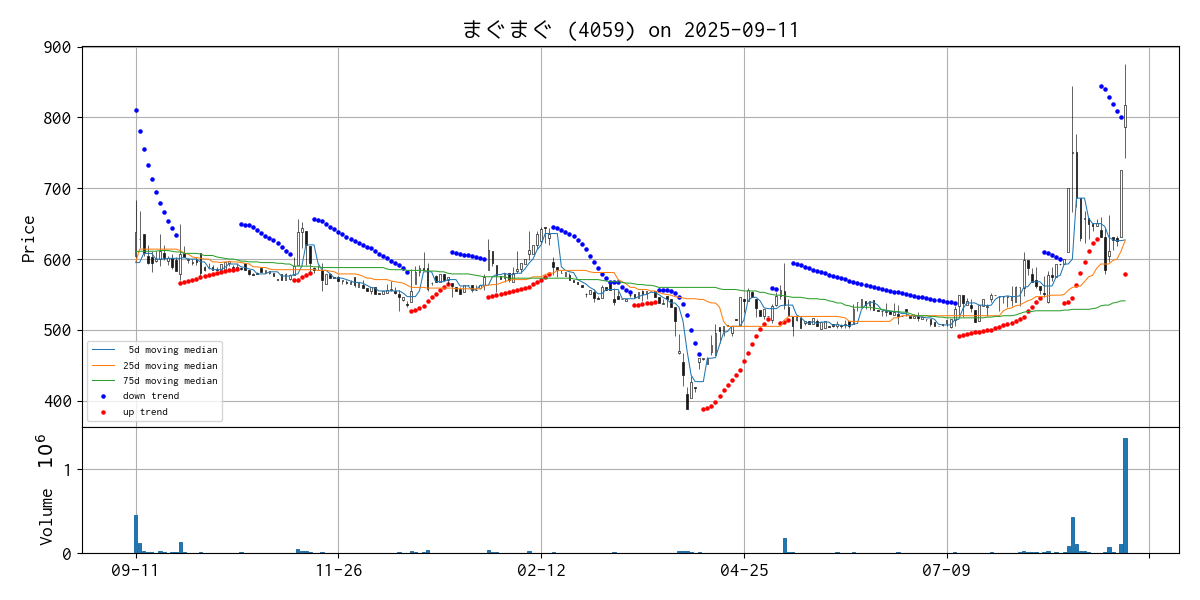 まぐまぐ (4059) on 2025-09-11
900
800
700
600
500
400
Price
5d moving median
25d moving median
75d moving median
down trend
up trend
10⁶
1
0
Volume
09-11
11-26
02-12
04-25
07-09